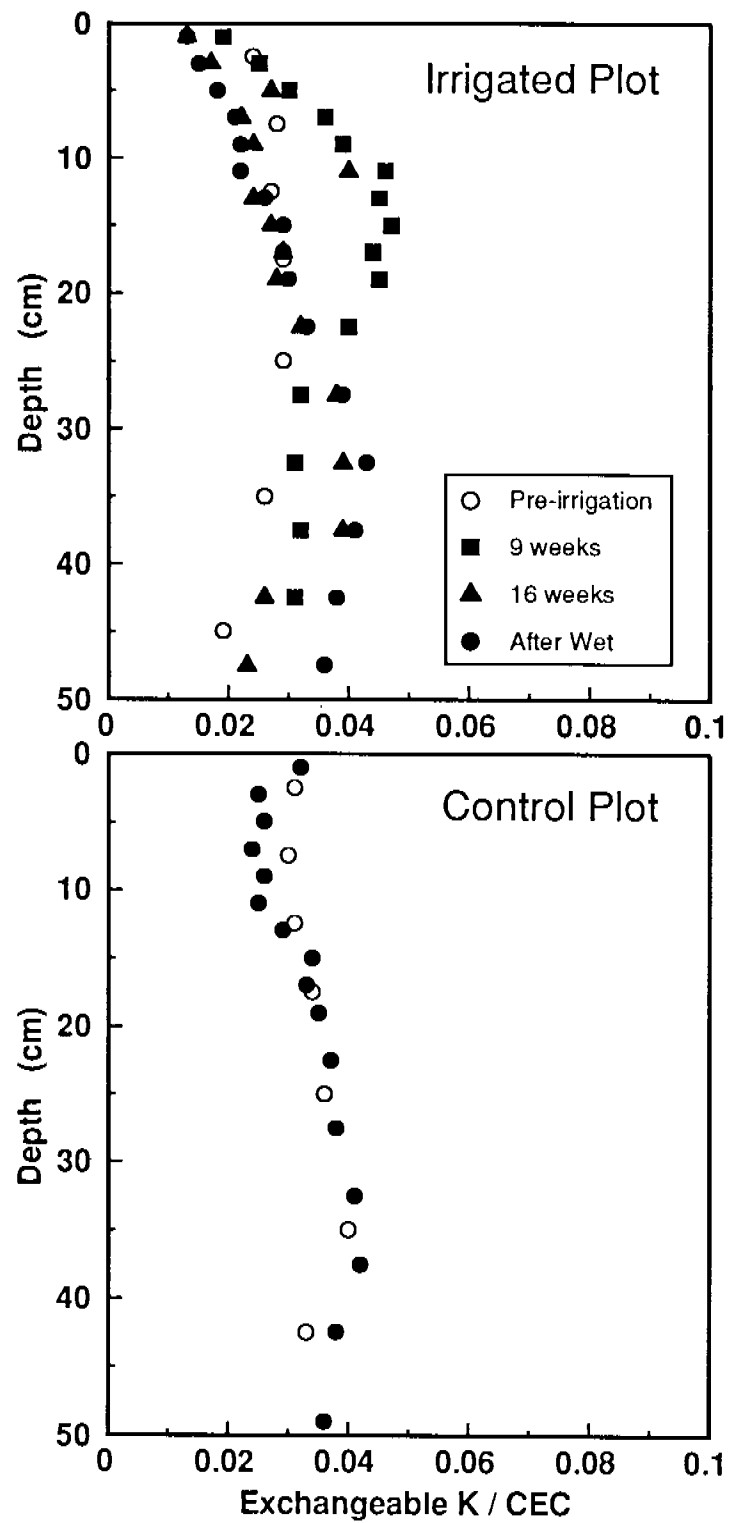 0
10
20
30
40
50
Depth (cm)
Irrigated Plot
Pre-irrigation
9 weeks
16 weeks
After Wet
0 0.02 0.04 0.06 0.08 0.1
0
10
20
30
40
50
Depth (cm)
Control Plot
0 0.02 0.04 0.06 0.08 0.1
Exchangeable K / CEC